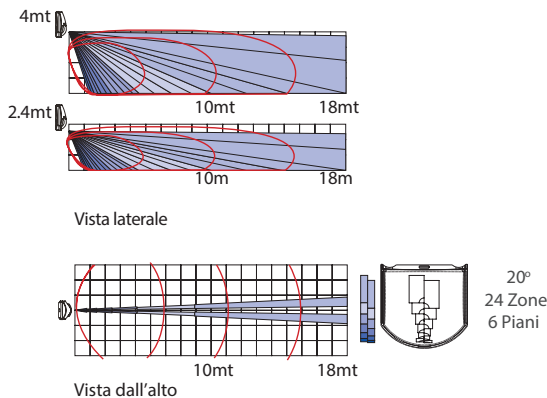 4mt
10mt 18mt
2.4mt
10m 18m
Vista laterale
20°
24 Zone
6 Piani
10mt 18mt
Vista dall'alto